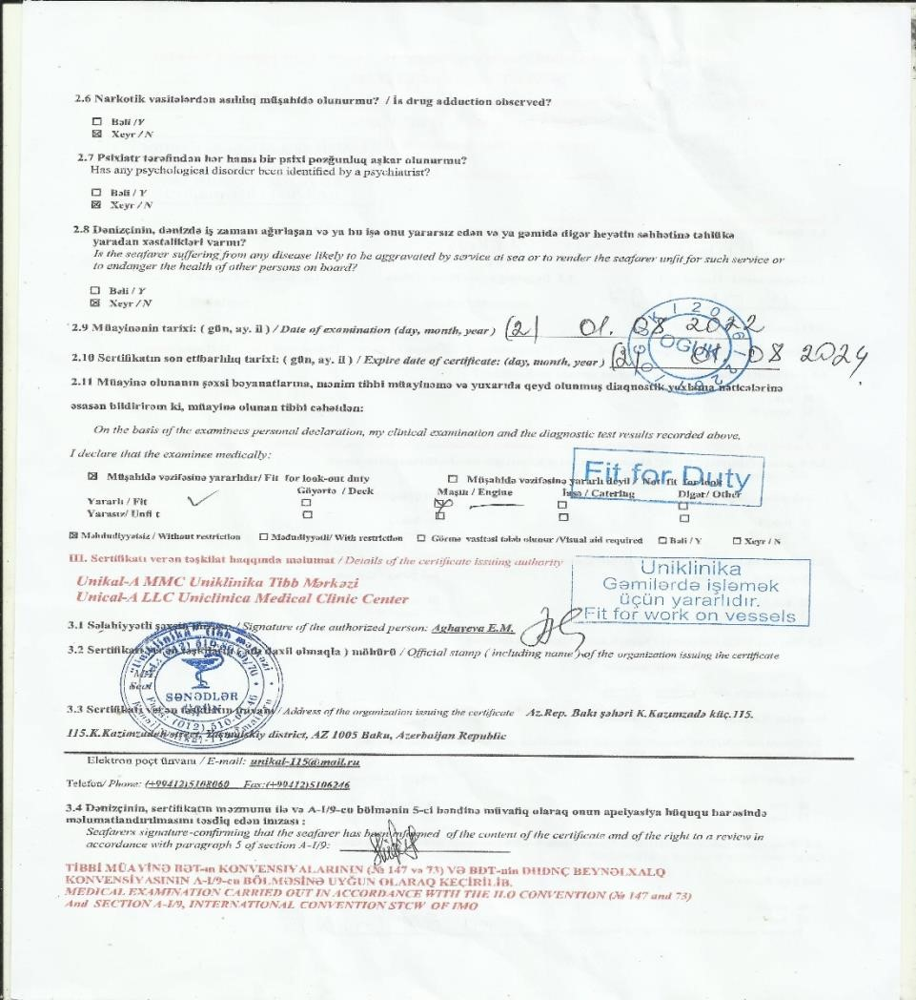 2.6 Narkotik vasitələrdən asılılıq müşahidə olunurmu? / İs drug adduction observed?
☐ Bəli /Y
☒ Xeyr / N
2.7 Psixiatr tərəfindən hər hansı bir psixi pozğunluq aşkar olunurmu?
Has any psychological disorder been identified by a psychiatrist?
☐ Bəli / Y
☒ Xeyr / N
2.8 Dənizçinin, dənizdə iş zamanı ağırlaşan və ya bu işə onu yararsız edən və ya gəmidə digər heyətin səhhətinə təhlükə
yaradan xəstəlikləri varmı?
Is the seafarer suffering from any disease likely to be aggravated by service at sea or to render the seafarer unfit for such service or
to endanger the health of other persons on board?
☐ Bəli / Y
☒ Xeyr / N
2.9 Müayinənin tarixi: ( gün, ay. il ) / Date of examination (day, month, year ) 01. 08 2022
OGUK
2.10 Sertifikatın son etibarlılıq tarixi: ( gün, ay. il ) / Expire date of certificate: (day, month, year ) 01. 08 2024
2.11 Müayinə olunanın şəxsi bəyanatlarına, mənim tibbi müayinəmə və yuxarıda qeyd olunmuş diaqnostik yoxlama nəticələrinə
əsasən bildirirəm ki, müayinə olunan tibbi cəhətdən:
On the basis of the examinees personal declaration, my clinical examination and the diagnostic test results recorded above,
I declare that the examinee medically:
☒ Müşahidə vəzifəsinə yararlıdır/ Fit for look-out duty ☐ Müşahidə vəzifəsinə yararlı deyil / Not fit for look
Fit for Duty
Göyərtə / Deck Maşın / Engine Iaşə / Catering Digər/ Other
Yararlı / Fit
Yarasız/ Unfi t
☒ Məhdudiyyətsiz / Without restriction ☐ Mədudiyyətli/ With restriction ☐ Görmə vasitəsi tələb olunur /Visual aid required ☐ Bəli / Y ☐ Xeyr / N
III. Sertifikatı verən təşkilat haqqında məlumat / Details of the certificate issuing authority
Uniklinika
Gəmilərdə işləmək
üçün yararlıdır.
Fit for work on vessels
Unikal-A MMC Uniklinika Tibb Mərkəzi
Unical-A LLC Uniclinica Medical Clinic Center
3.1 Səlahiyyətli şəxsin / Signature of the authorized person: Aghayeva E.M.
3.2 Sertifikatı verən təşkilatın daxil olmaqla ) möhürü / Official stamp ( including name ) of the organization issuing the certificate
Seal
SƏNƏDLƏR
ÜÇÜN
3.3 Sertifikatı verən təşkilatın ünvanı / Address of the organization issuing the certificate Az.Rep. Bakı şəhəri K.Kazımzadə küç.115.
115.K.Kazimzadeh street, Yasmalskiy district, AZ 1005 Baku, Azerbaijan Republic
Elektron poçt ünvanı / E-mail: unikal-115@mail.ru
Telefon/ Phone: (+99412)5108060 Fax:(+99412)5106246
3.4 Dənizçinin, sertifikatın məzmunu ilə və A-I/9-cu bölmənin 5-ci bəndinə müvafiq olaraq onun apelyasiya hüququ barəsində
məlumatlandırılmasını təsdiq edən imzası :
Seafarers signature-confirming that the seafarer has been informed of the content of the certificate and of the right to a review in
accordance with paragraph 5 of section A-I/9:
TİBBİ MÜAYİNƏ BƏT-ın KONVENSIYALARININ (№ 147 və 73) VƏ BDT-nin DHDNÇ BEYNƏLXALQ
KONVENSİYASININ A-I/9-cu BÖLMƏSİNƏ UYĞUN OLARAQ KEÇİRİLİB.
MEDICAL EXAMINATION CARRIED OUT IN ACCORDANCE WITH THE ILO CONVENTION (№ 147 and 73)
And SECTION A-I/9, INTERNATIONAL CONVENTION STCW OF IMO